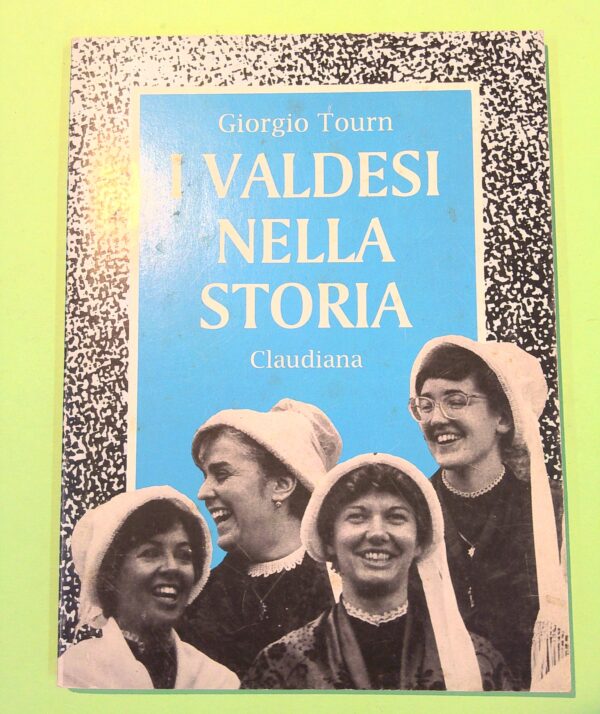 Giorgio Tourn
I VALDESI
NELLA
STORIA
Claudiana